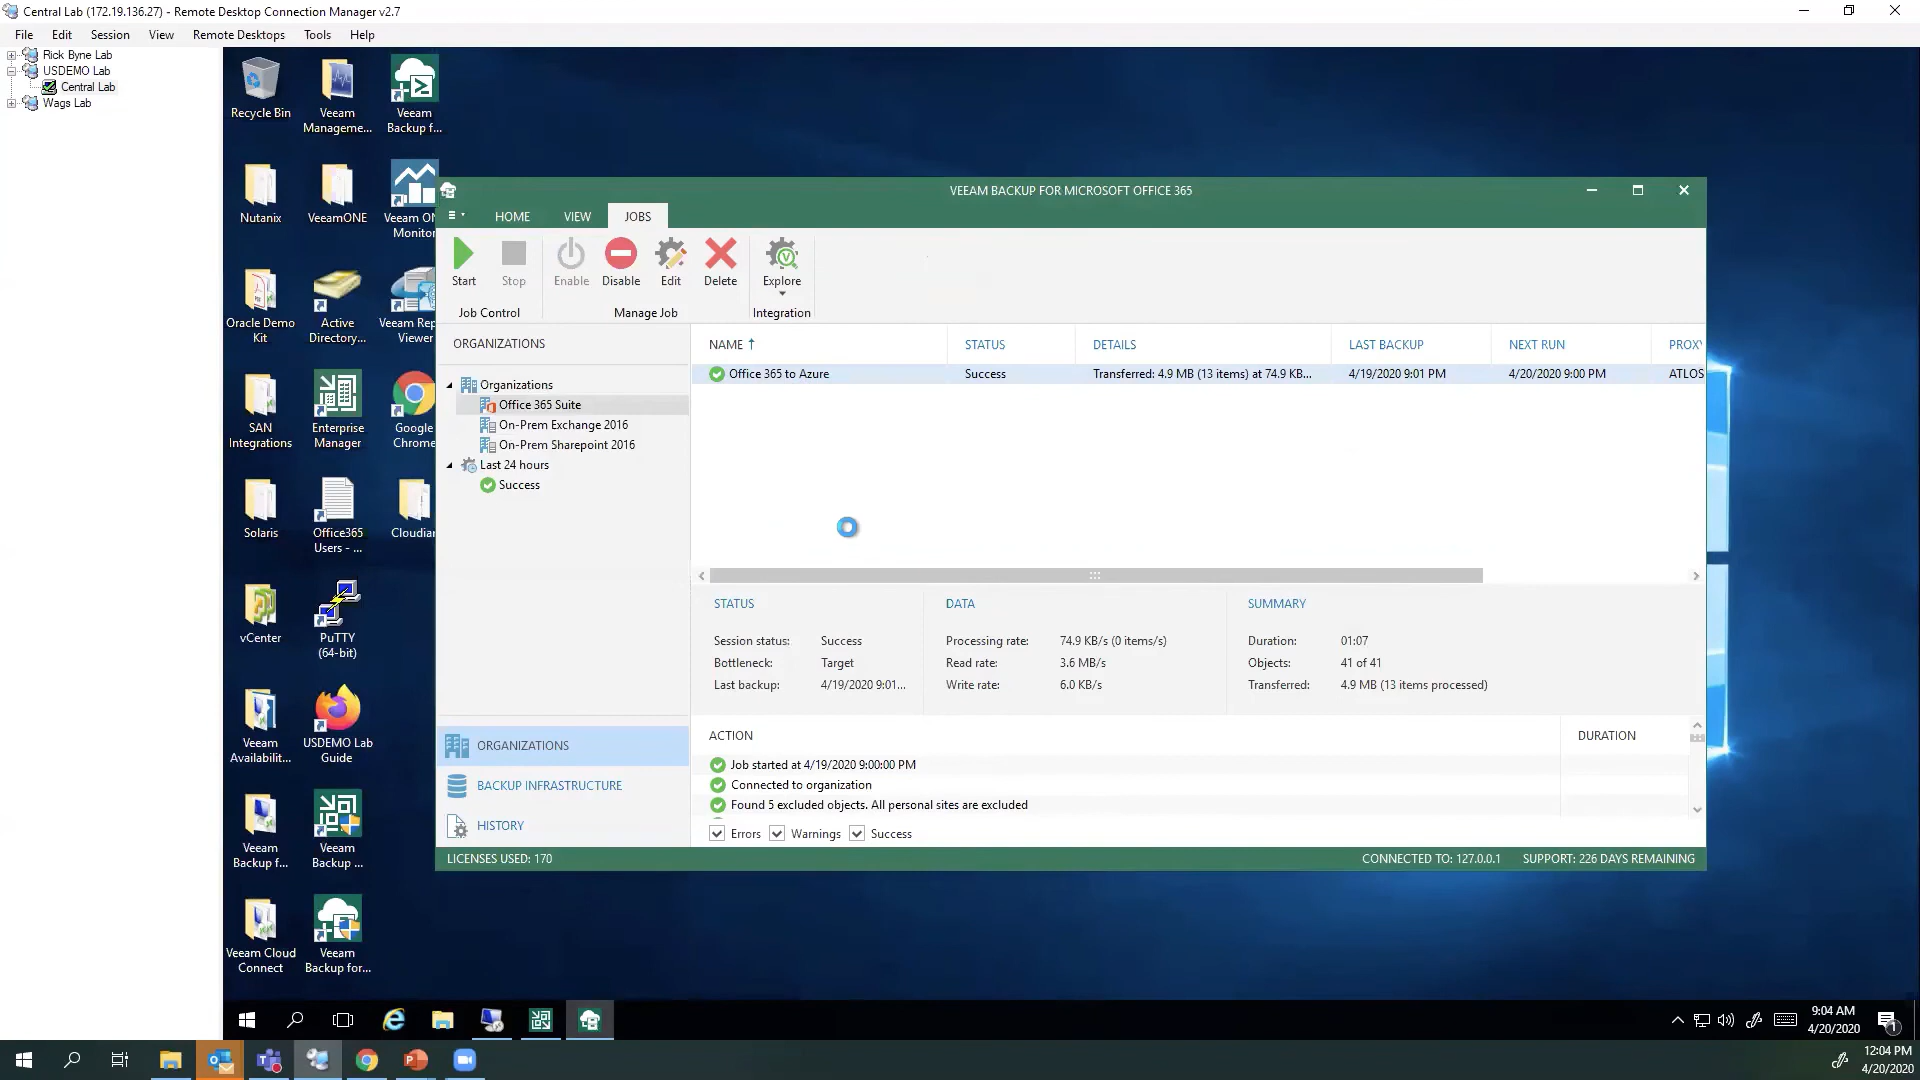 Central Lab (172.19.136.27) - Remote Desktop Connection Manager v2.7
File Edit Session View Remote Desktops Tools Help
Rick Byne Lab
USDEMO Lab
Central Lab
Wags Lab
Recycle Bin
Veeam Manageme...
Veeam Backup f...
Nutanix
VeeamONE
Veeam ON
Monitor
Oracle Demo Kit
Active Directory...
Veeam Rep
Viewer
SAN Integrations
Enterprise Manager
Google Chrome
Solaris
Office365 Users - ...
Cloudian
vCenter
PuTTY (64-bit)
Veeam Availabilit...
USDEMO Lab Guide
Veeam Backup f...
Veeam Backup ...
Veeam Cloud Connect
Veeam Backup for...
VEEAM BACKUP FOR MICROSOFT OFFICE 365
HOME VIEW JOBS
Start Stop Enable Disable Edit Delete Explore
Job Control Manage Job Integration
ORGANIZATIONS
Organizations
Office 365 Suite
On-Prem Exchange 2016
On-Prem Sharepoint 2016
Last 24 hours
Success
ORGANIZATIONS
BACKUP INFRASTRUCTURE
HISTORY
NAME STATUS DETAILS LAST BACKUP NEXT RUN PROXY
Office 365 to Azure Success Transferred: 4.9 MB (13 items) at 74.9 KB... 4/19/2020 9:01 PM 4/20/2020 9:00 PM ATLOS
STATUS DATA SUMMARY
Session status: Success Processing rate: 74.9 KB/s (0 items/s) Duration: 01:07
Bottleneck: Target Read rate: 3.6 MB/s Objects: 41 of 41
Last backup: 4/19/2020 9:01... Write rate: 6.0 KB/s Transferred: 4.9 MB (13 items processed)
ACTION DURATION
Job started at 4/19/2020 9:00:00 PM
Connected to organization
Found 5 excluded objects. All personal sites are excluded
Errors Warnings Success
LICENSES USED: 170 CONNECTED TO: 127.0.0.1 SUPPORT: 226 DAYS REMAINING
9:04 AM
4/20/2020
1
12:04 PM
4/20/2020